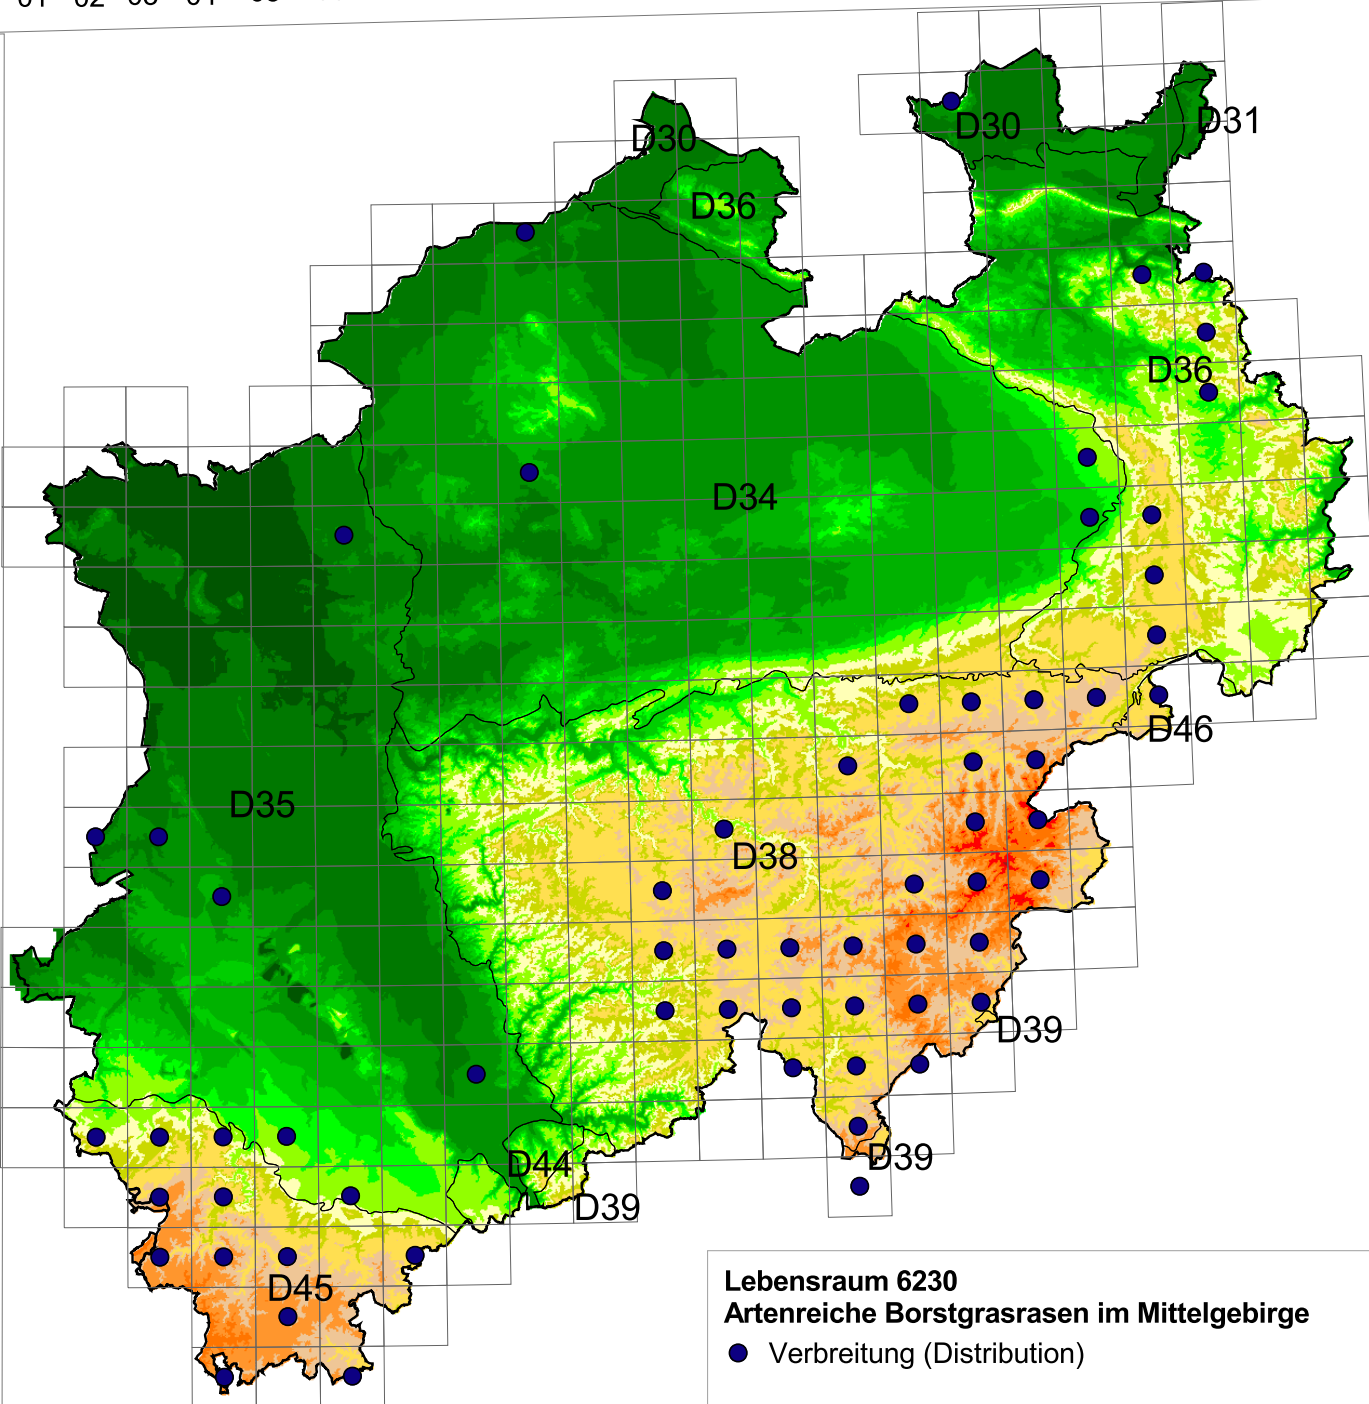 D30
D30
D31
D36
D36
D34
D35
D46
D38
D39
D39
D44
D39
D45
Lebensraum 6230
Artenreiche Borstgrasrasen im Mittelgebirge
Verbreitung (Distribution)